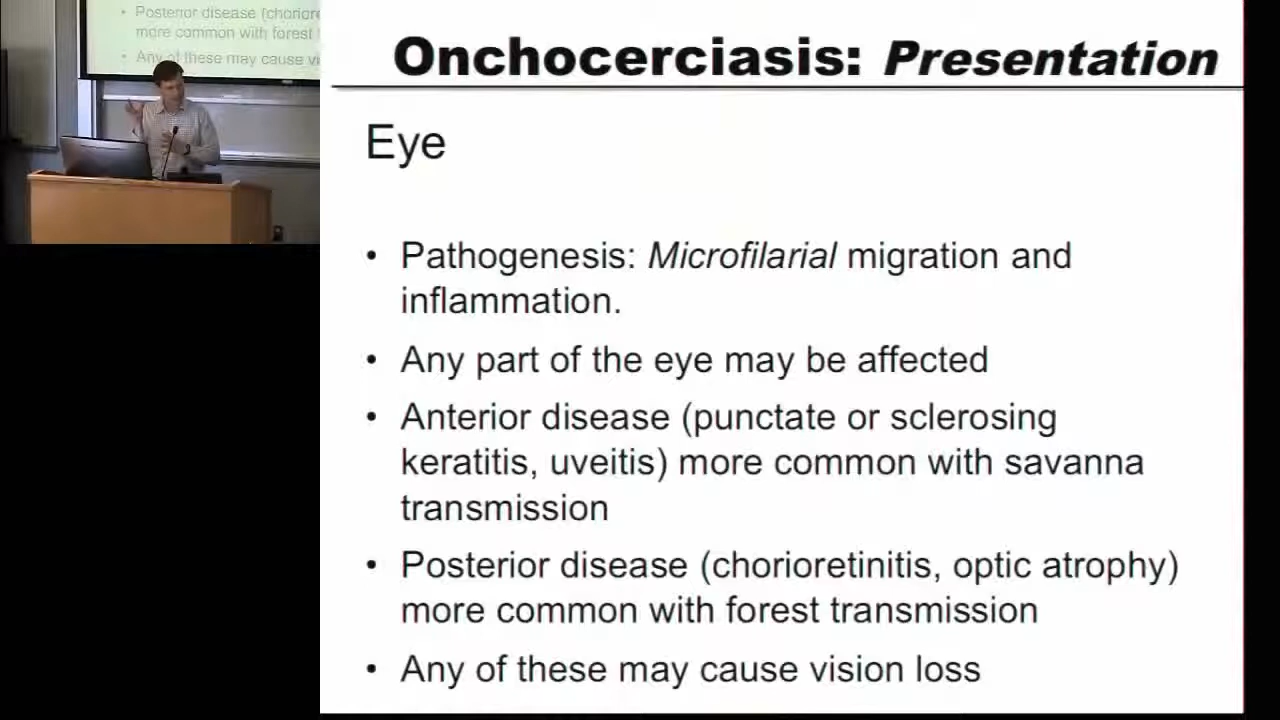 Posterior disease (chorior
more common with forest
Any of these may cause vi
Onchocerciasis: Presentation
Eye
• Pathogenesis: Microfilarial migration and
inflammation.
• Any part of the eye may be affected
• Anterior disease (punctate or sclerosing
keratitis, uveitis) more common with savanna
transmission
• Posterior disease (chorioretinitis, optic atrophy)
more common with forest transmission
• Any of these may cause vision loss